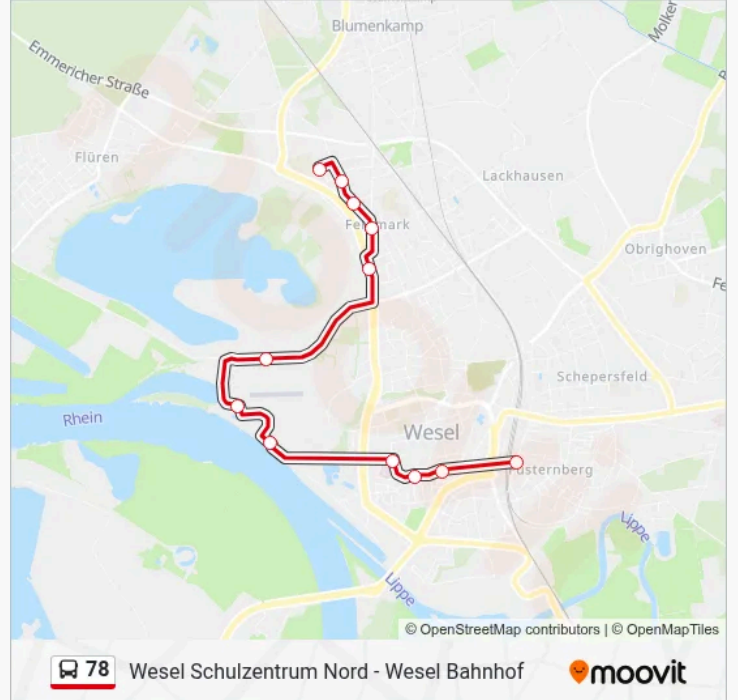 Blumenkamp
Molker
Emmericher Straße
Flüren
Lackhausen
Feldmark
Obrighoven
Fe
Schepersfeld
Rhein
Wesel
Fusternberg
Lippe
Lippe
© OpenStreetMap contributors | © OpenMapTiles
78 Wesel Schulzentrum Nord - Wesel Bahnhof moovit